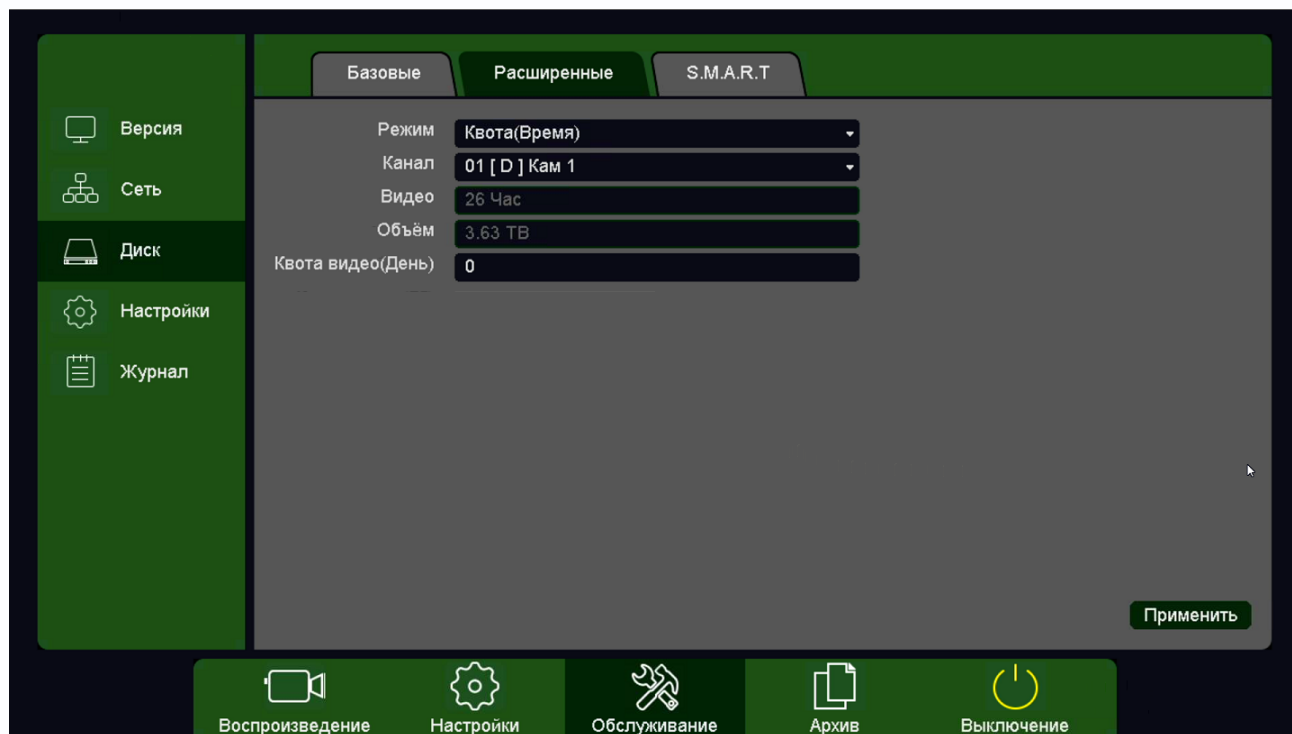 Базовые Расширенные S.M.A.R.T
Версия
Сеть
Диск
Настройки
Журнал
Режим Квота(Время)
Канал 01 [ D ] Кам 1
Видео 26 Час
Объём 3.63 TB
Квота видео(День) 0
Применить
Воспроизведение Настройки Обслуживание Архив Выключение